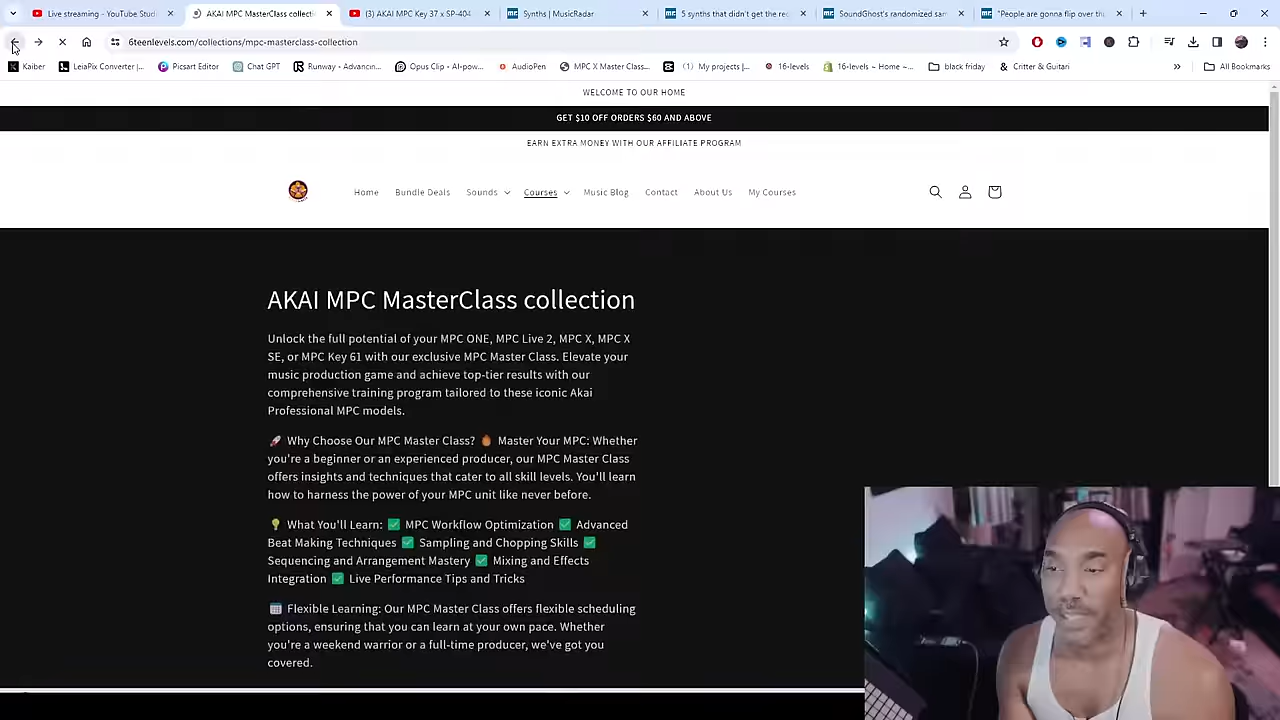 Live streaming - YouTube Studi
AKAI MPC MasterClass collecti
(3) AKAI MPC Key 37 x SP-404
Synths | MusicRadar
5 synths that didn't get the rec
SoundGhost's randomized sam
"People are gonna flip over thi
6teenlevels.com/collections/mpc-masterclass-collection
Kaiber
LeiaPix Converter |...
Picsart Editor
Chat GPT
Runway - Advancin...
Opus Clip - AI-pow...
AudioPen
MPC X Master Class...
(1) My projects |...
16-levels
16-levels ~ Home ~...
black friday
Critter & Guitari
All Bookmarks
WELCOME TO OUR HOME
GET $10 OFF ORDERS $60 AND ABOVE
EARN EXTRA MONEY WITH OUR AFFILIATE PROGRAM
Home
Bundle Deals
Sounds
Courses
Music Blog
Contact
About Us
My Courses
AKAI MPC MasterClass collection
Unlock the full potential of your MPC ONE, MPC Live 2, MPC X, MPC X
SE, or MPC Key 61 with our exclusive MPC Master Class. Elevate your
music production game and achieve top-tier results with our
comprehensive training program tailored to these iconic Akai
Professional MPC models.
🚀 Why Choose Our MPC Master Class? 🔥 Master Your MPC: Whether
you're a beginner or an experienced producer, our MPC Master Class
offers insights and techniques that cater to all skill levels. You'll learn
how to harness the power of your MPC unit like never before.
💡 What You'll Learn: ✅ MPC Workflow Optimization ✅ Advanced
Beat Making Techniques ✅ Sampling and Chopping Skills ✅
Sequencing and Arrangement Mastery ✅ Mixing and Effects
Integration ✅ Live Performance Tips and Tricks
📅 Flexible Learning: Our MPC Master Class offers flexible scheduling
options, ensuring that you can learn at your own pace. Whether
you're a weekend warrior or a full-time producer, we've got you
covered.